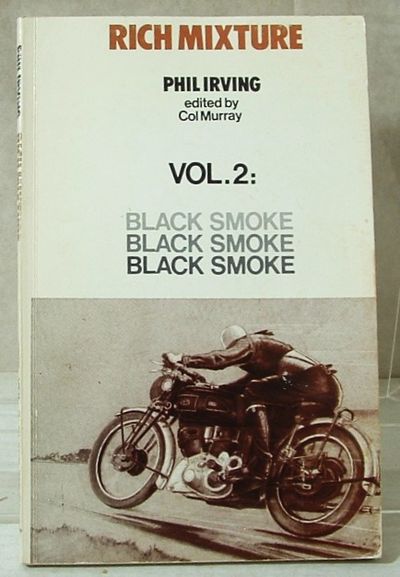 RICH MIXTURE
PHIL IRVING
edited by
Col Murray
VOL.2:
BLACK SMOKE
BLACK SMOKE
BLACK SMOKE